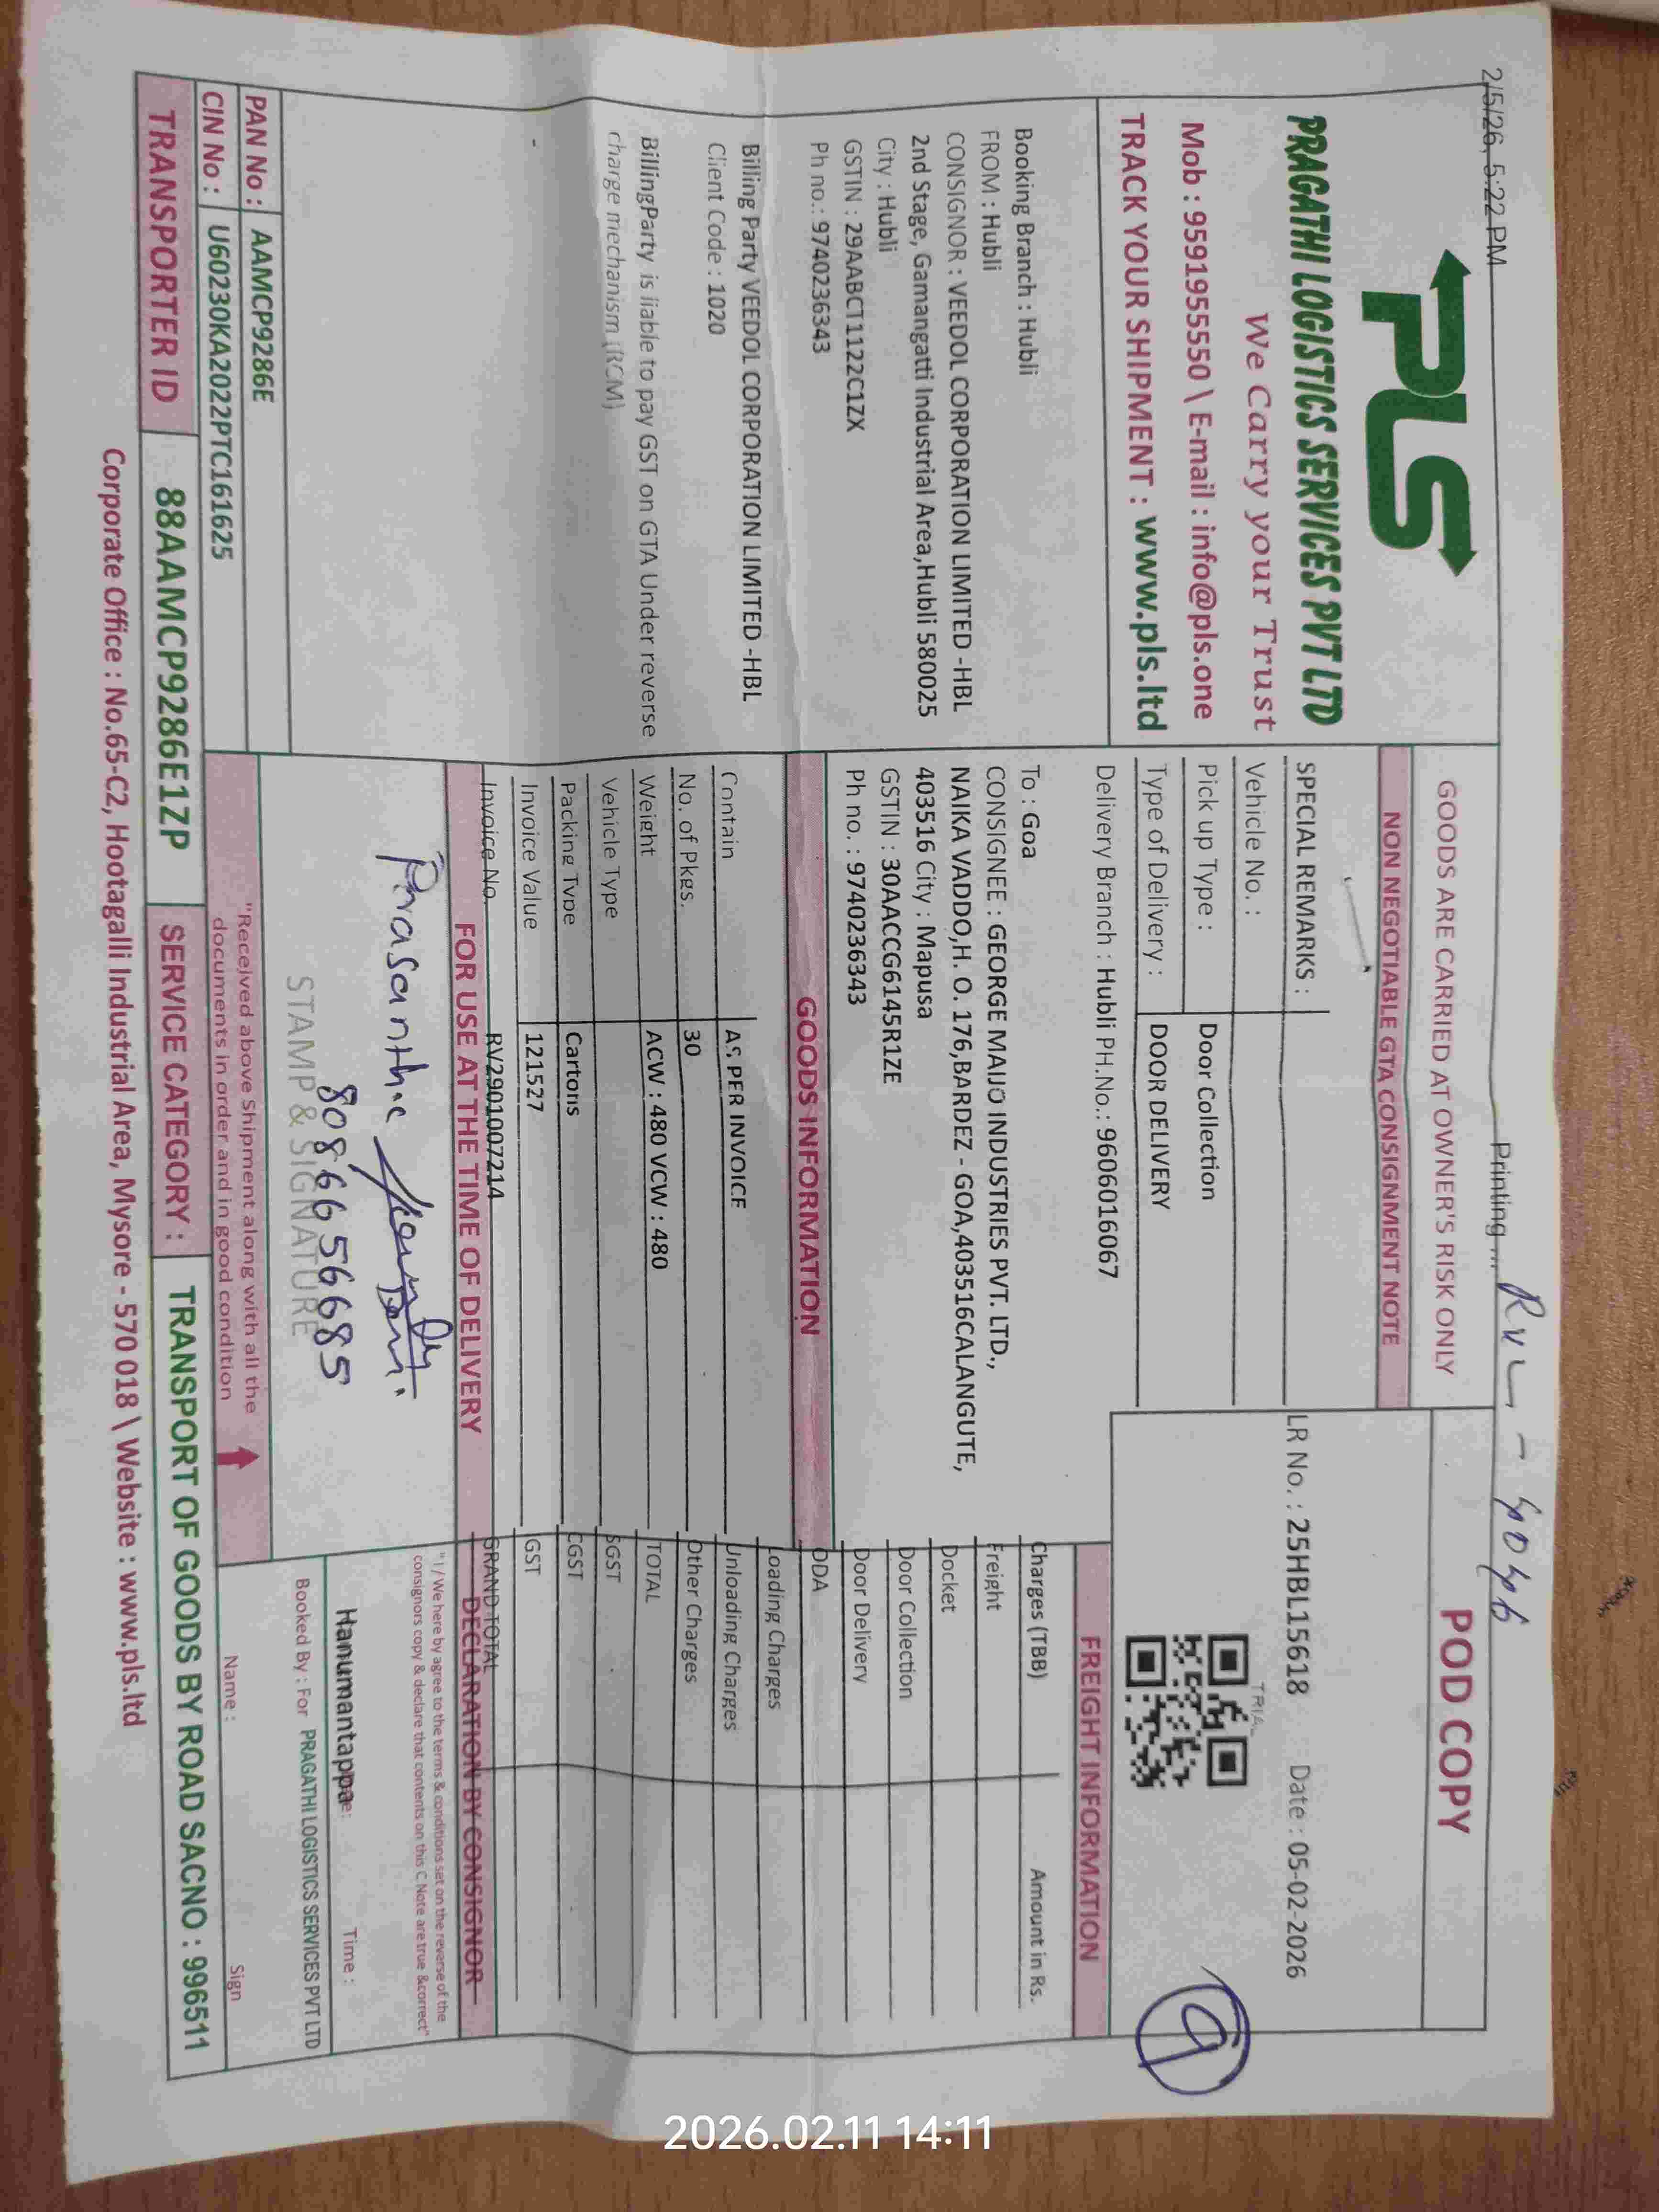 2/5/26, 5:22 PM
Printing ...
PLS
PRAGATHI LOGISTICS SERVICES PVT LTD
We Carry your Trust
Mob : 9591955550 \ E-mail : info@pls.one
TRACK YOUR SHIPMENT : www.pls.ltd
GOODS ARE CARRIED AT OWNER'S RISK ONLY
NON NEGOTIABLE GTA CONSIGNMENT NOTE
SPECIAL REMARKS :
Vehicle No. :
Pick up Type : Door Collection
Type of Delivery : DOOR DELIVERY
Delivery Branch : Hubli PH.No.: 9606016067
POD COPY
LR No. : 25HBL15618 Date : 05-02-2026
Booking Branch : Hubli
FROM : Hubli
CONSIGNOR : VEEDOL CORPORATION LIMITED -HBL
2nd Stage, Gamangatti Industrial Area,Hubli 580025
City : Hubli
GSTIN : 29AABCT1122C1ZX
Ph no.: 9740236343
Billing Party VEEDOL CORPORATION LIMITED -HBL
Client Code : 1020
BillingParty is liable to pay GST on GTA Under reverse
charge mechanism (RCM)
-
To : Goa
CONSIGNEE : GEORGE MAIJO INDUSTRIES PVT. LTD.,
NAIKA VADDO,H. O. 176,BARDEZ - GOA,403516CALANGUTE,
403516 City : Mapusa
GSTIN : 30AACCG6145R1ZE
Ph no. : 9740236343
GOODS INFORMATION
Contain AS PER INVOICE
No. of Pkgs. 30
Weight ACW : 480 VCW : 480
Vehicle Type
Packing Type Cartons
Invoice Value 121527
Invoice No. RV2901007214
FREIGHT INFORMATION
Charges (TBB) Amount in Rs.
Freight
Docket
Door Collection
Door Delivery
ODA
Loading Charges
Unloading Charges
Other Charges
TOTAL
SGST
CGST
GST
GRAND TOTAL
FOR USE AT THE TIME OF DELIVERY
Prasanth.c
8086656685
STAMP & SIGNATURE
"Received above Shipment along with all the
documents in order and in good condition
DECLARATION BY CONSIGNOR
" I / We here by agree to the terms & conditions set on the reverse of the
consignors copy & declare that contents on this C Note are true &correct"
Hanumantappa Time :
Booked By : For PRAGATHI LOGISTICS SERVICES PVT LTD
Name : Sign
PAN No : AAMCP9286E
CIN No : U60230KA2022PTC161625
TRANSPORTER ID 88AAMCP9286E1ZP SERVICE CATEGORY : TRANSPORT OF GOODS BY ROAD SACNO : 996511
Corporate Office : No.65-C2, Hootagalli Industrial Area, Mysore - 570 018 \ Website : www.pls.ltd
2026.02.11 14:11